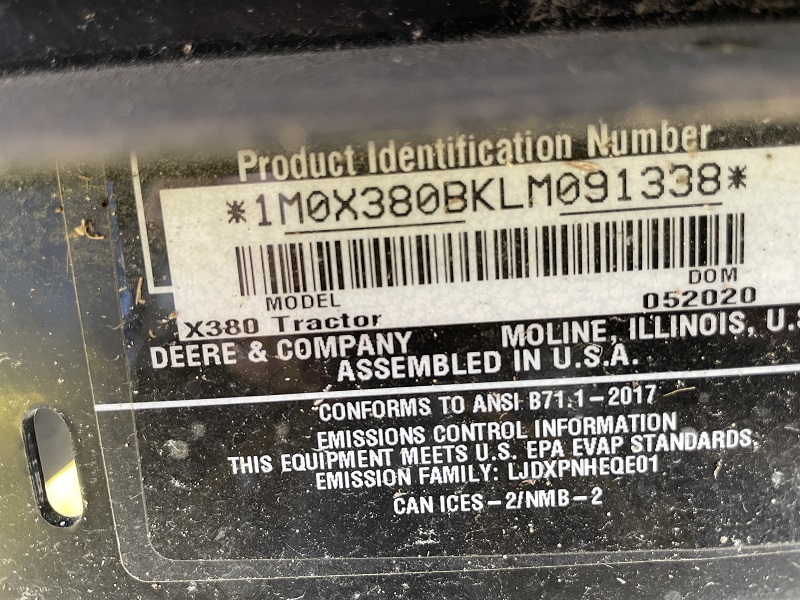 Product Identification Number
*1M0X380BKLM091338*
MODEL DOM
X380 Tractor 052020
DEERE & COMPANY MOLINE, ILLINOIS, U.S
ASSEMBLED IN U.S.A.
CONFORMS TO ANSI B71.1-2017
EMISSIONS CONTROL INFORMATION
THIS EQUIPMENT MEETS U.S. EPA EVAP STANDARDS.
EMISSION FAMILY: LJDXPNHEQE01
CAN ICES-2/NMB-2